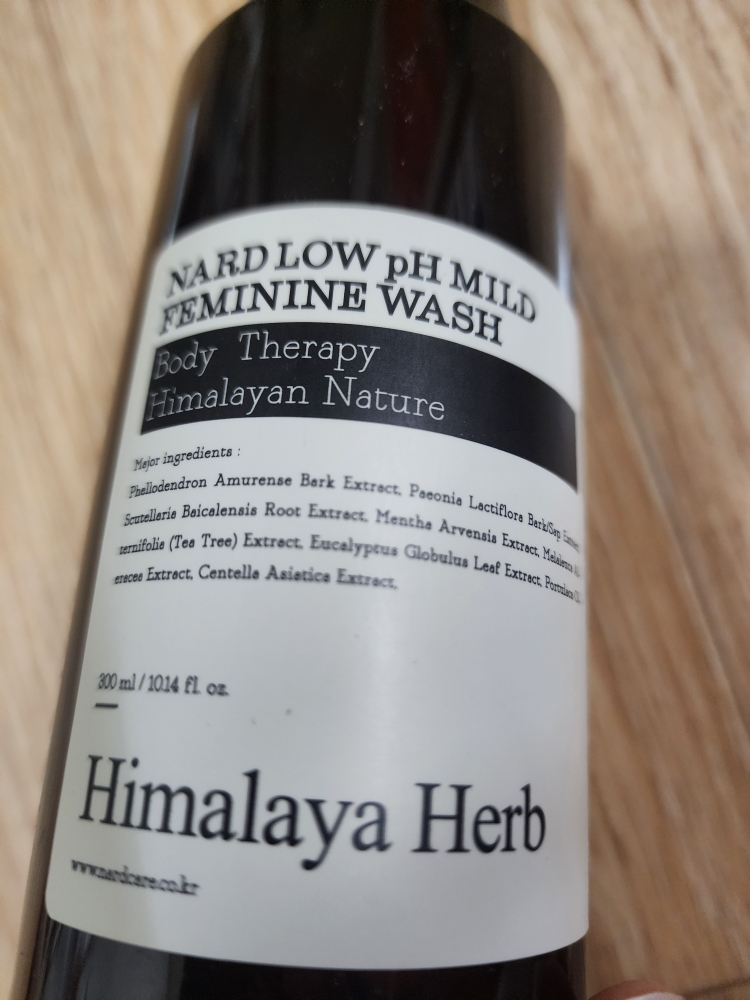 NARD LOW pH MILD
FEMININE WASH
Body Therapy
Himalayan Nature
Major ingredients :
Phellodendron Amurense Bark Extract, Paeonia Lactiflora Bark/Sap
Scutellaria Baicalensis Root Extract, Mentha Arvensis Extract, Melaleuca
ternifolia (Tea Tree) Extract, Eucalyptus Globulus Leaf Extract, Portulaca
eracea Extract, Centella Asiatica Extract,
300 ml / 10.14 fl. oz.
Himalaya Herb
www.nardcare.co.kr